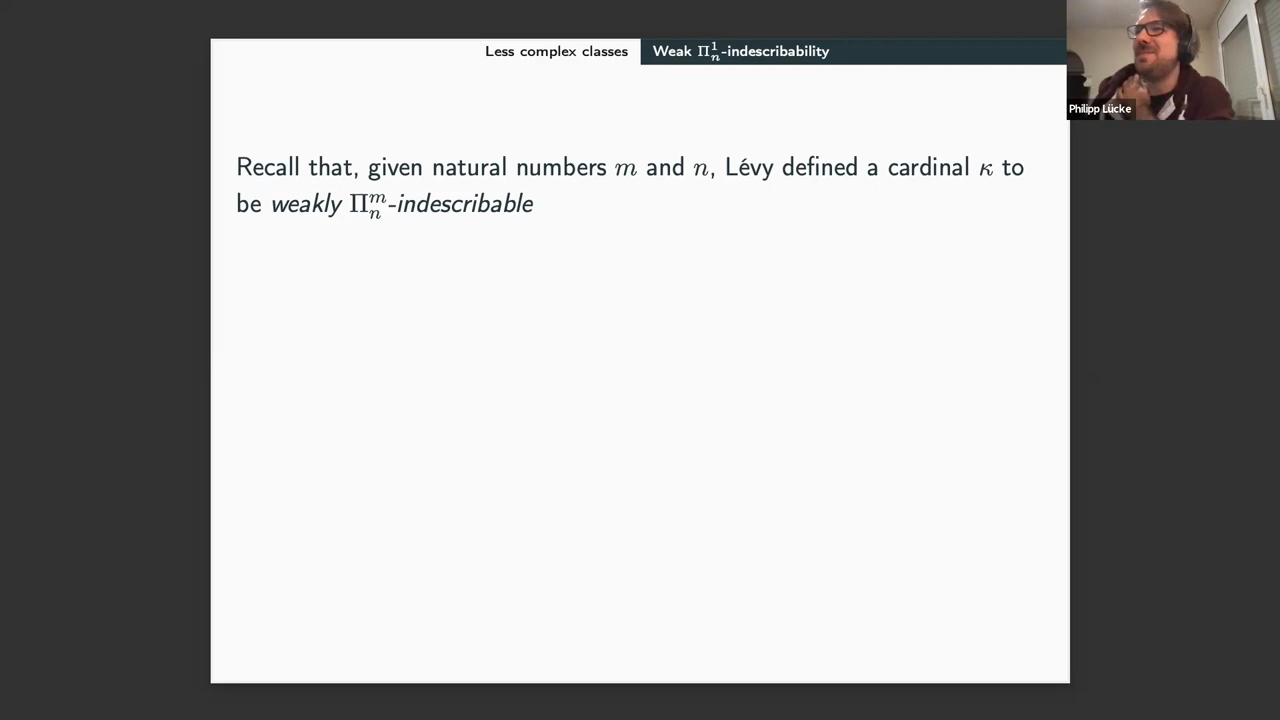 Less complex classes
Weak Π¹ₙ-indescribability
Philipp Lücke
Recall that, given natural numbers m and n, Lévy defined a cardinal κ to
be weakly Πᵐₙ-indescribable